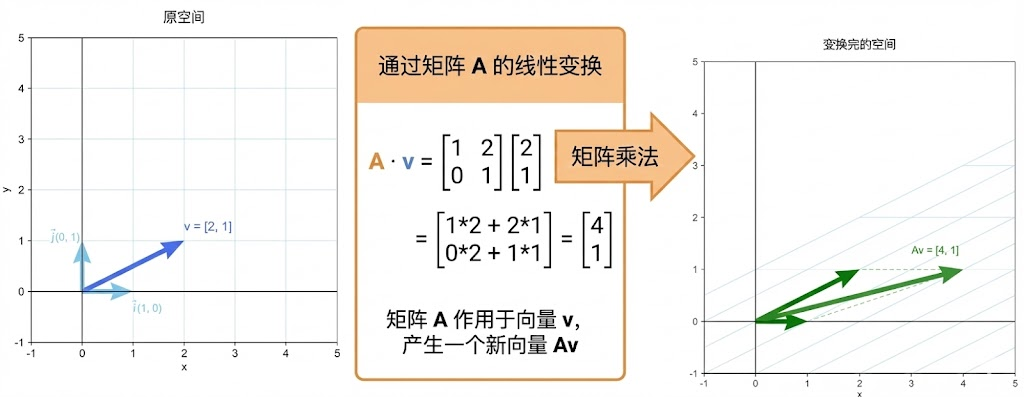 原空间
5
4
3
2
1
0
-1
y
-1 0 1 2 3 4 5
x
j(0, 1)
v = [2, 1]
i(1, 0)
通过矩阵 A 的线性变换
A · v = [1 2 0 1] [2 1]
= [1*2 + 2*1 0*2 + 1*1] = [4 1]
矩阵 A 作用于向量 v,
产生一个新向量 Av
矩阵乘法
变换完的空间
5
4
3
2
1
0
-1
-1 0 1 2 3 4 5
x
Av = [4, 1]